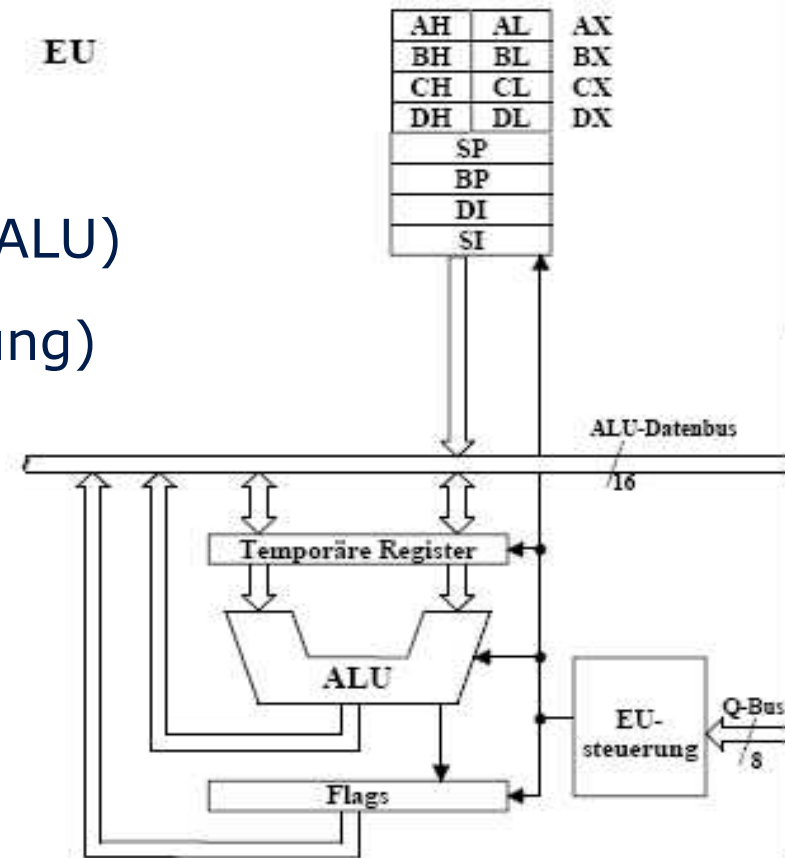 EU
AH AL AX
BH BL BX
CH CL CX
DH DL DX
SP
BP
DI
SI
ALU)
ung)
ALU-Datenbus
16
Temporäre Register
ALU
EU-
steuerung
Q-Bus
8
Flags